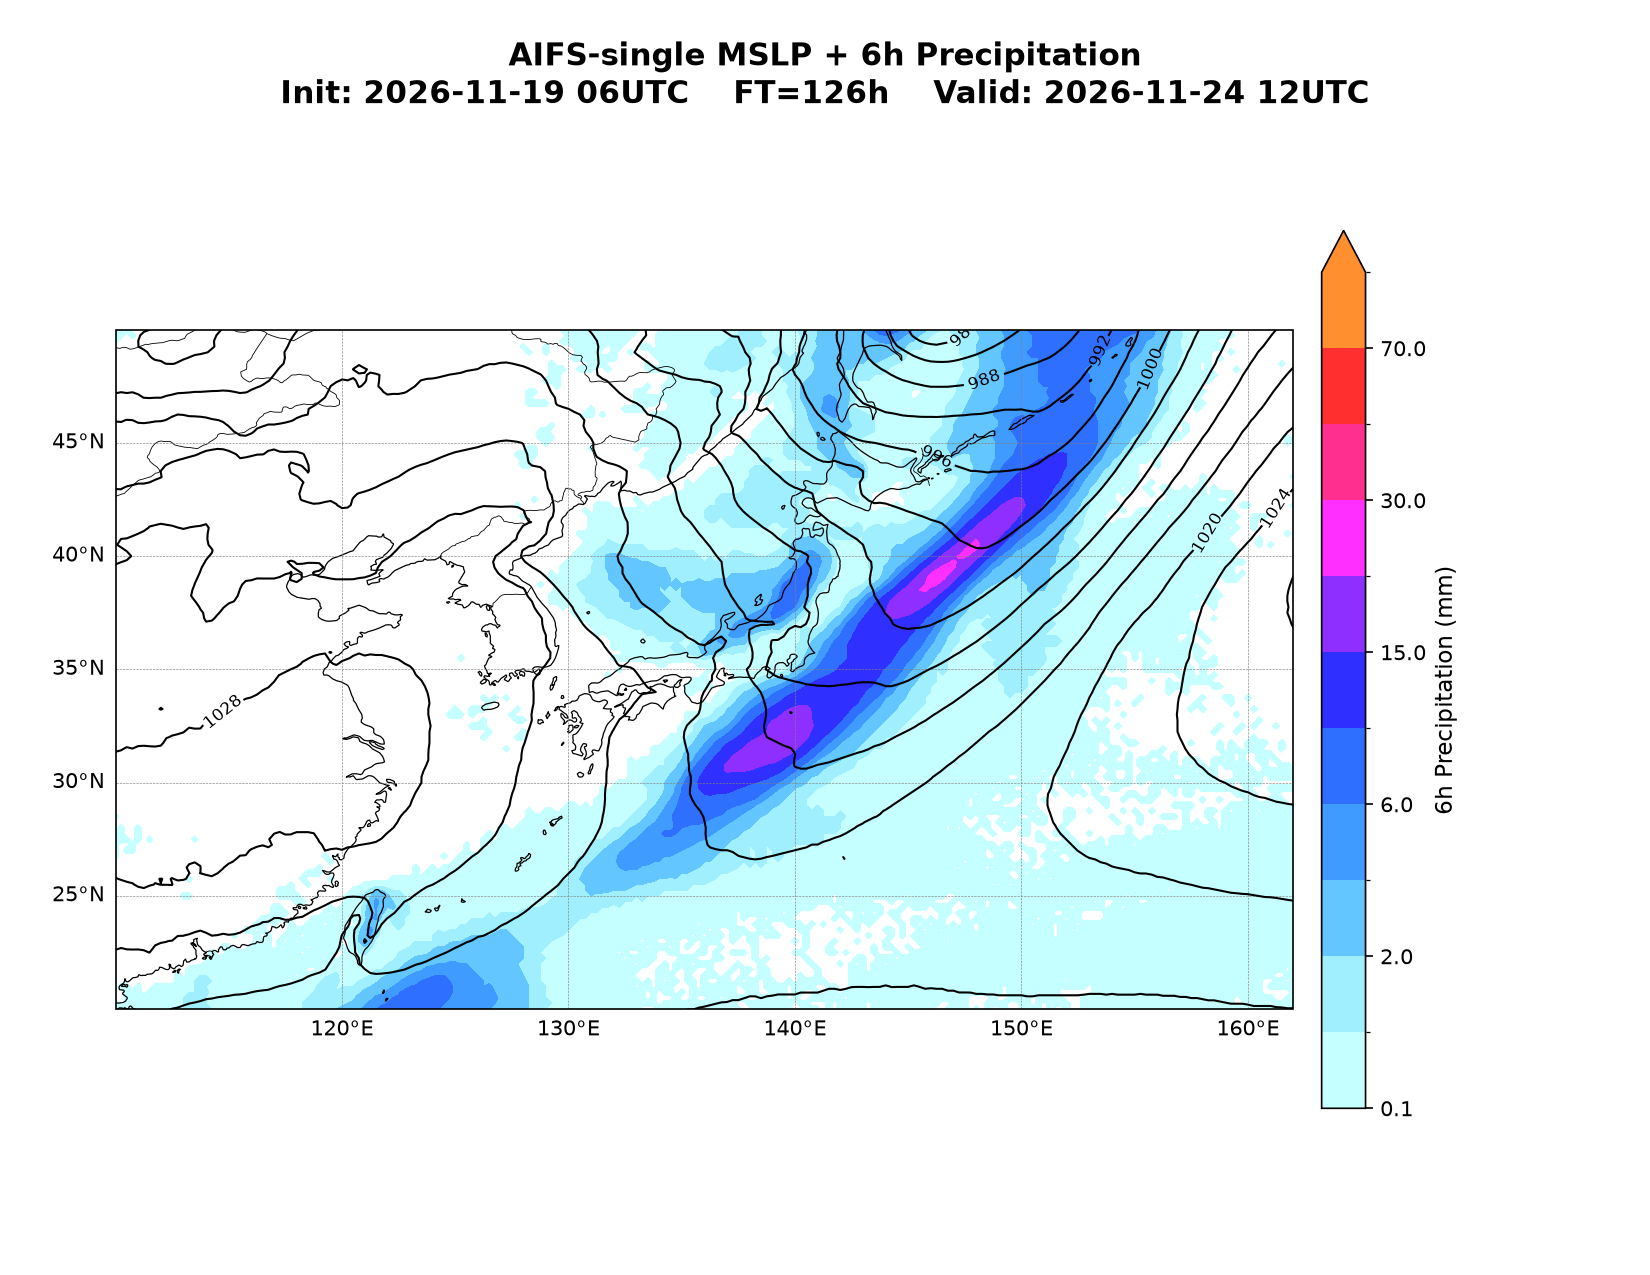 AIFS-single MSLP + 6h Precipitation
Init: 2026-11-19 06UTC    FT=126h    Valid: 2026-11-24 12UTC
988
992
1000
996
1020
1024
1028
45°N
40°N
35°N
30°N
25°N
120°E
130°E
140°E
150°E
160°E
70.0
30.0
15.0
6.0
2.0
0.1
6h Precipitation (mm)